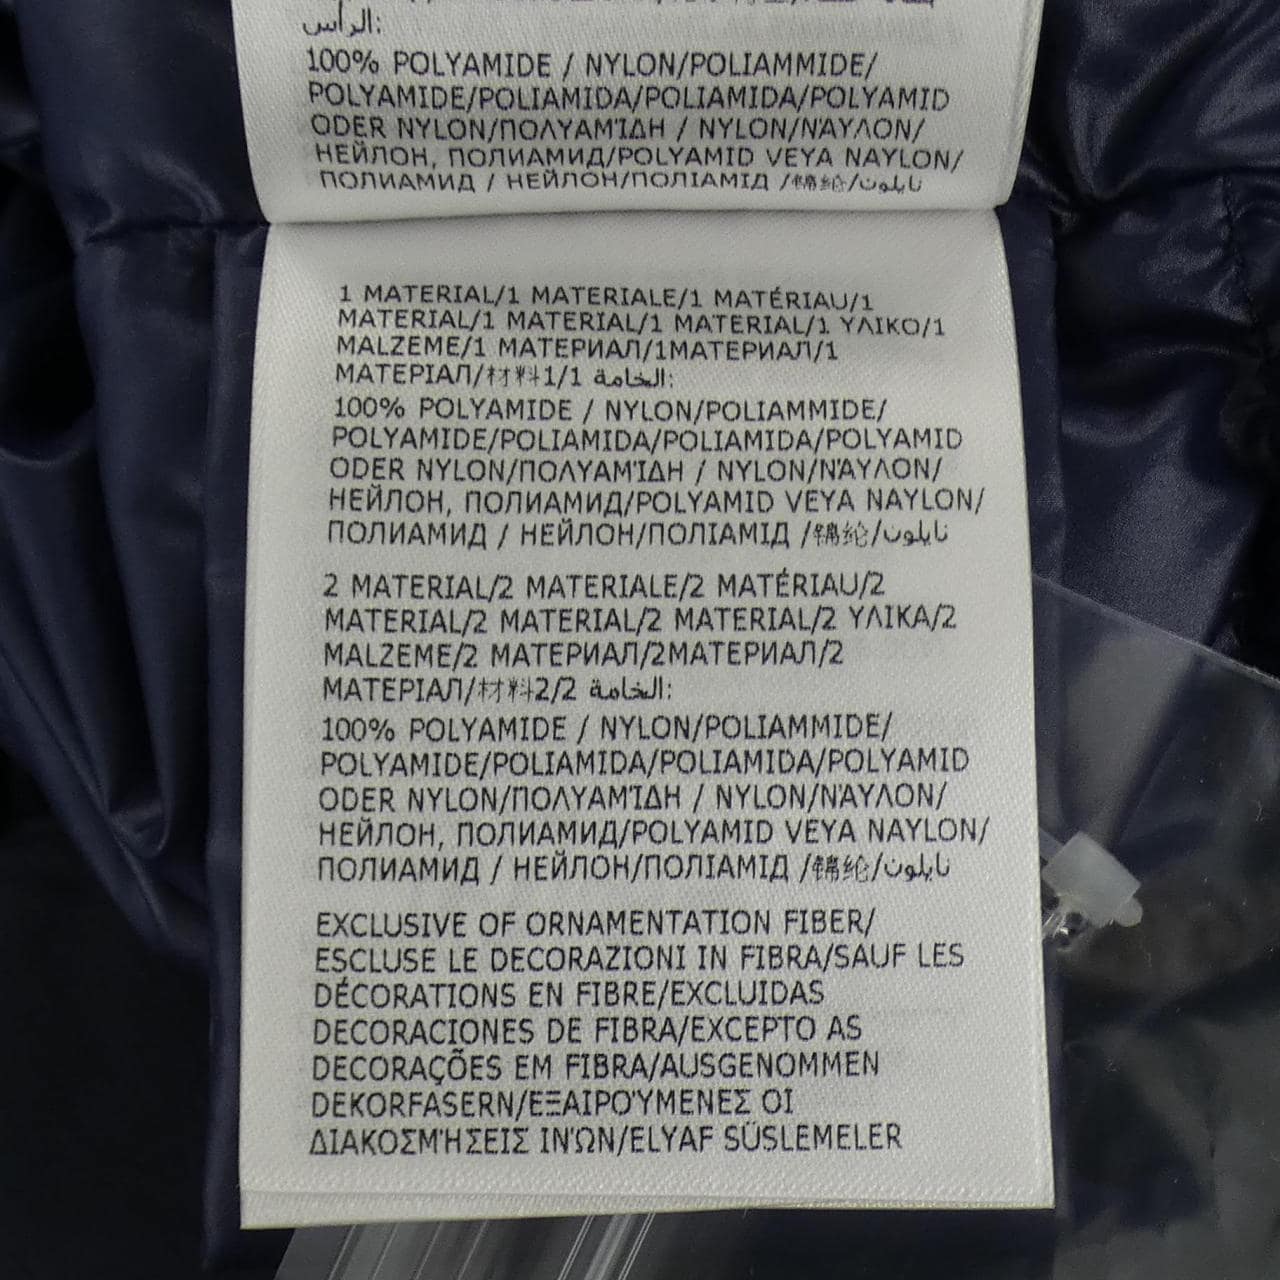 الرأس:
100% POLYAMIDE / NYLON/POLIAMMIDE/
POLYAMIDE/POLIAMIDA/POLIAMIDA/POLYAMID
ODER NYLON/ΠΟΛΥΑΜΊΔΗ / NYLON/ΝΆΥΛΟΝ/
НЕЙЛОН, ПОЛИАМИД/POLYAMID VEYA NAYLON/
ПОЛИАМИД / НЕЙЛОН/ПОЛІАМІД /锦纶/نايلون
1 MATERIAL/1 MATERIALE/1 MATÉRIAU/1
MATERIAL/1 MATERIAL/1 MATERIAL/1 ΥΛΙΚΟ/1
MALZEME/1 МАТЕРИАЛ/1МАТЕРИАЛ/1
МАТЕРІАЛ/材料1/1 الخامة:
100% POLYAMIDE / NYLON/POLIAMMIDE/
POLYAMIDE/POLIAMIDA/POLIAMIDA/POLYAMID
ODER NYLON/ΠΟΛΥΑΜΊΔΗ / NYLON/ΝΆΥΛΟΝ/
НЕЙЛОН, ПОЛИАМИД/POLYAMID VEYA NAYLON/
ПОЛИАМИД / НЕЙЛОН/ПОЛІАМІД /锦纶/نايلون
2 MATERIAL/2 MATERIALE/2 MATÉRIAU/2
MATERIAL/2 MATERIAL/2 MATERIAL/2 ΥΛΙΚΑ/2
MALZEME/2 МАТЕРИАЛ/2МАТЕРИАЛ/2
МАТЕРІАЛ/材料2/2 الخامة:
100% POLYAMIDE / NYLON/POLIAMMIDE/
POLYAMIDE/POLIAMIDA/POLIAMIDA/POLYAMID
ODER NYLON/ΠΟΛΥΑΜΊΔΗ / NYLON/ΝΆΥΛΟΝ/
НЕЙЛОН, ПОЛИАМИД/POLYAMID VEYA NAYLON/
ПОЛИАМИД / НЕЙЛОН/ПОЛІАМІД /锦纶/نايلون
EXCLUSIVE OF ORNAMENTATION FIBER/
ESCLUSE LE DECORAZIONI IN FIBRA/SAUF LES
DÉCORATIONS EN FIBRE/EXCLUIDAS
DECORACIONES DE FIBRA/EXCEPTO AS
DECORAÇÕES EM FIBRA/AUSGENOMMEN
DEKORFASERN/ΕΞΑΙΡΟΎΜΕΝΕΣ ΟΙ
ΔΙΑΚΟΣΜΉΣΕΙΣ ΙΝΏΝ/ELYAF SÜSLEMELER